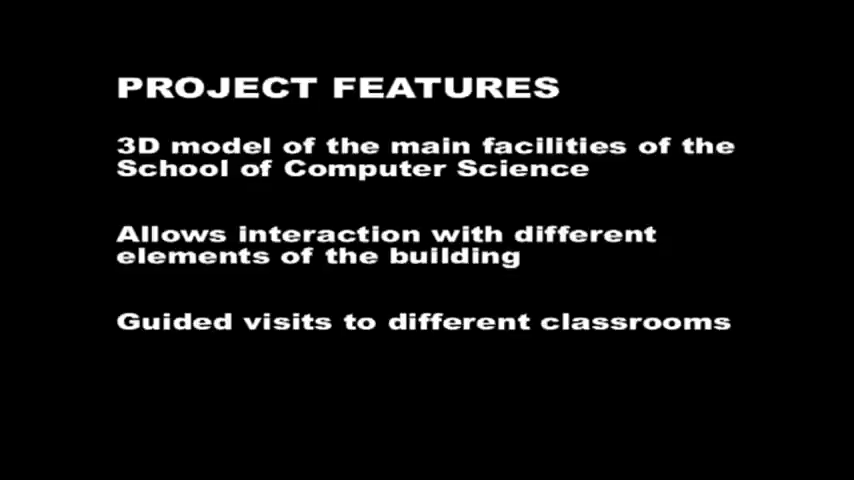 PROJECT FEATURES
3D model of the main facilities of the
School of Computer Science
Allows interaction with different
elements of the building
Guided visits to different classrooms